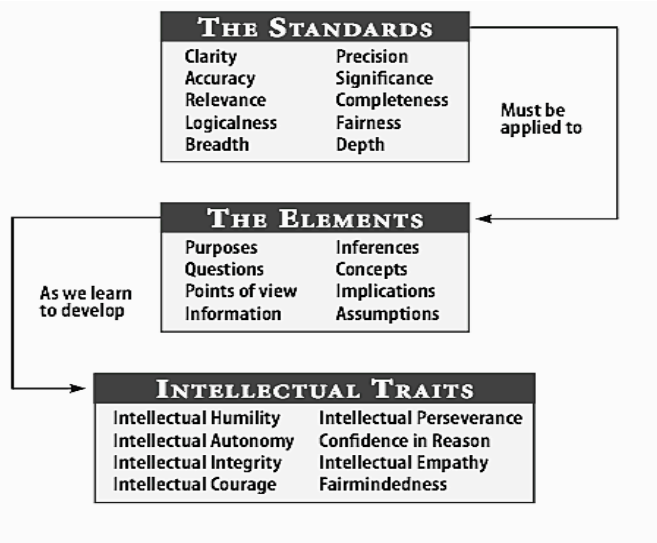 THE STANDARDS
Clarity Precision
Accuracy Significance
Relevance Completeness
Logicalness Fairness
Breadth Depth
Must be
applied to
THE ELEMENTS
Purposes Inferences
Questions Concepts
Points of view Implications
Information Assumptions
As we learn
to develop
INTELLECTUAL TRAITS
Intellectual Humility Intellectual Perseverance
Intellectual Autonomy Confidence in Reason
Intellectual Integrity Intellectual Empathy
Intellectual Courage Fairmindedness